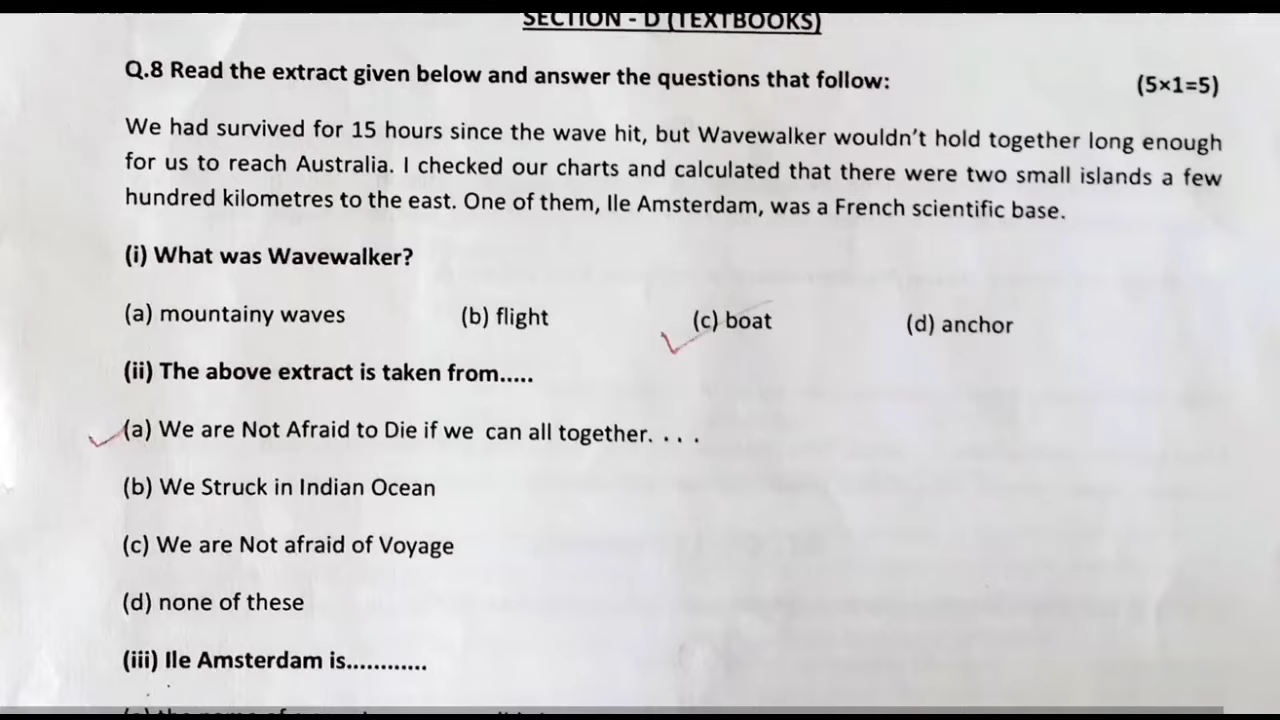 SECTION - D (TEXTBOOKS)
Q.8 Read the extract given below and answer the questions that follow: (5×1=5)
We had survived for 15 hours since the wave hit, but Wavewalker wouldn't hold together long enough
for us to reach Australia. I checked our charts and calculated that there were two small islands a few
hundred kilometres to the east. One of them, Ile Amsterdam, was a French scientific base.
(i) What was Wavewalker?
(a) mountainy waves (b) flight (c) boat (d) anchor
(ii) The above extract is taken from.....
(a) We are Not Afraid to Die if we can all together. . . .
(b) We Struck in Indian Ocean
(c) We are Not afraid of Voyage
(d) none of these
(iii) Ile Amsterdam is............